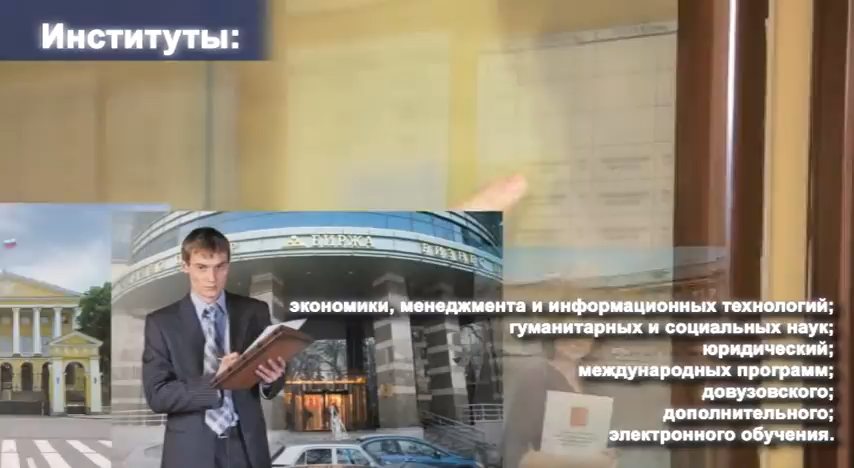 Институты:
БИРЖА
экономики, менеджмента и информационных технологий;
гуманитарных и социальных наук;
юридический;
международных программ;
довузовского;
дополнительного;
электронного обучения.